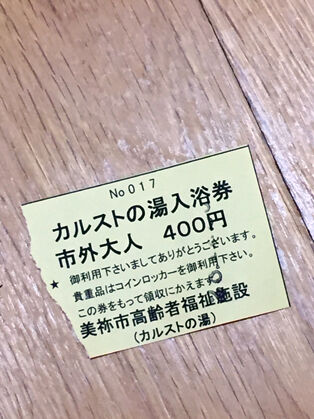 No017
カルストの湯入浴券
市外大人 400円
御利用下さいましてありがとうございます。
★ 貴重品はコインロッカーを御利用下さい。
この券をもって領収にかえます。
美祢市高齢者福祉施設
(カルストの湯)